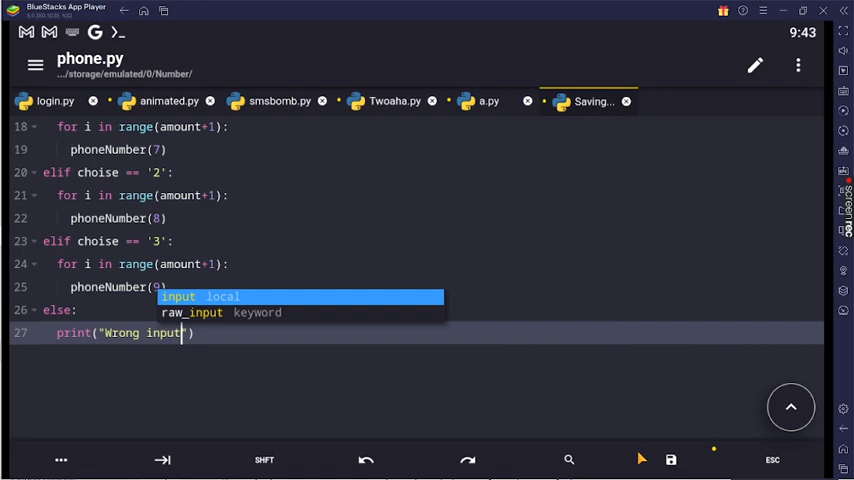 BlueStacks App Player
9:43
phone.py
.../storage/emulated/0/Number/
login.py animated.py smsbomb.py Twoaha.py a.py Saving...
18 for i in range(amount+1):
19 phoneNumber(7)
20 elif choise == '2':
21 for i in range(amount+1):
22 phoneNumber(8)
23 elif choise == '3':
24 for i in range(amount+1):
25 phoneNumber(9)
input local
26 else:
raw_input keyword
27 print("Wrong input")
SHFT ESC
screenrec